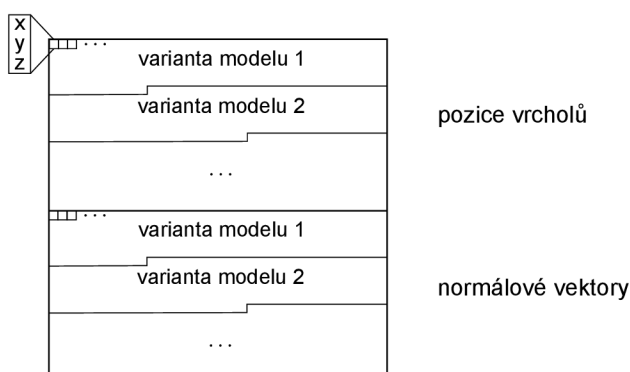 x
y
z
...
varianta modelu 1
varianta modelu 2
pozice vrcholů
...
...
varianta modelu 1
varianta modelu 2
normálové vektory
...